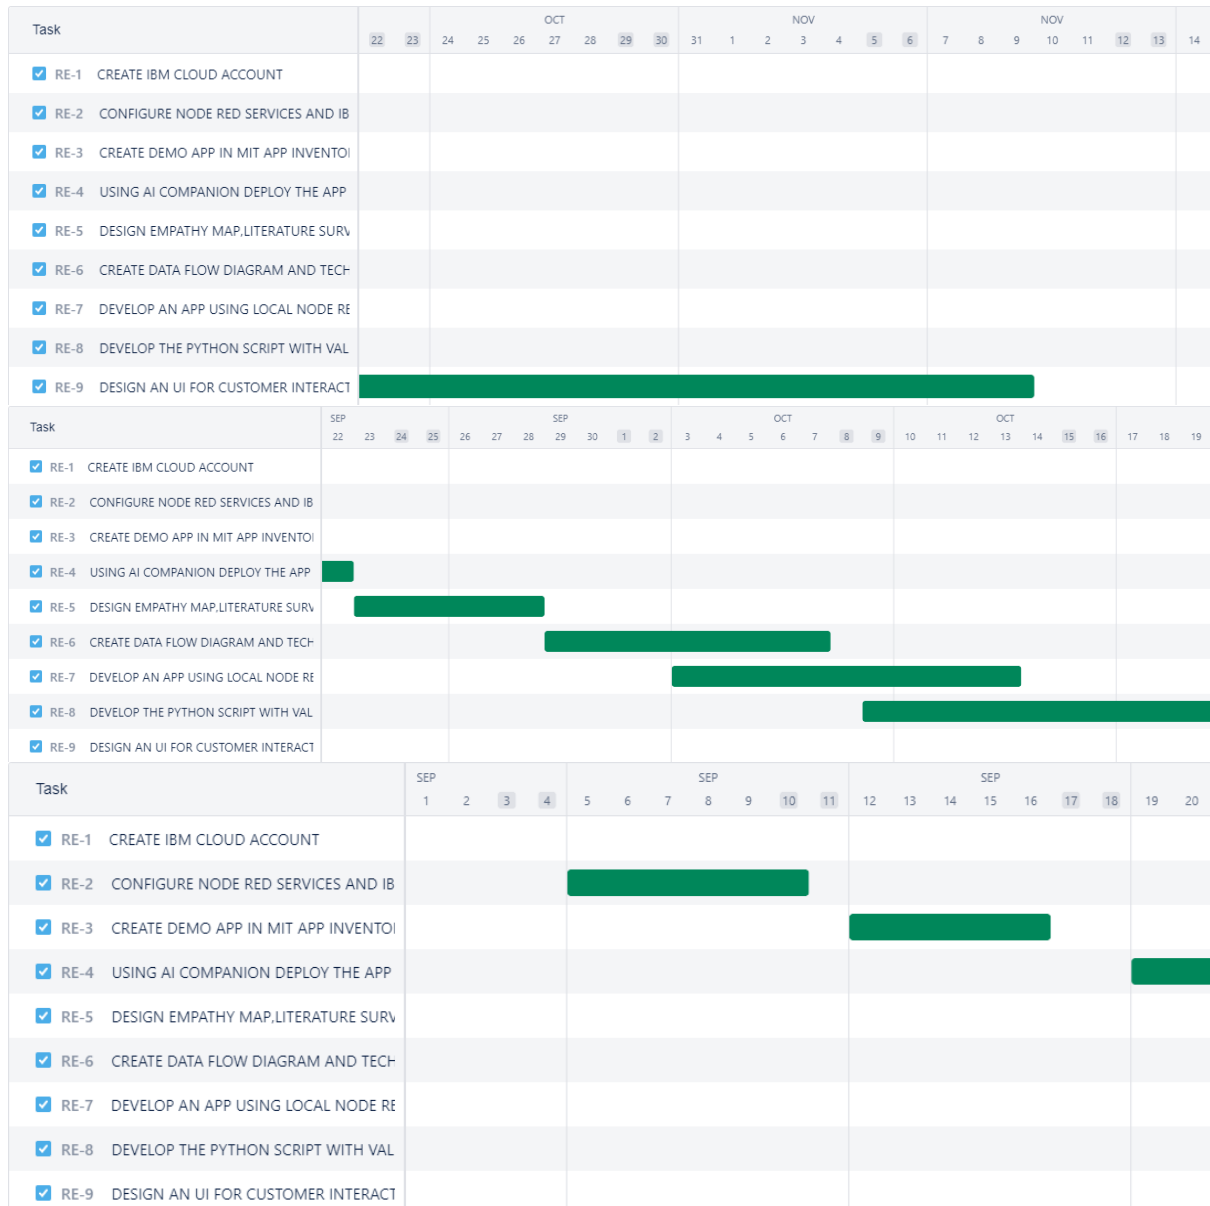 Task
OCT NOV NOV
22 23 24 25 26 27 28 29 30 31 1 2 3 4 5 6 7 8 9 10 11 12 13 14
RE-1 CREATE IBM CLOUD ACCOUNT
RE-2 CONFIGURE NODE RED SERVICES AND IB
RE-3 CREATE DEMO APP IN MIT APP INVENTO
RE-4 USING AI COMPANION DEPLOY THE APP
RE-5 DESIGN EMPATHY MAP,LITERATURE SURV
RE-6 CREATE DATA FLOW DIAGRAM AND TECH
RE-7 DEVELOP AN APP USING LOCAL NODE RE
RE-8 DEVELOP THE PYTHON SCRIPT WITH VAL
RE-9 DESIGN AN UI FOR CUSTOMER INTERACT
Task
SEP SEP OCT OCT
22 23 24 25 26 27 28 29 30 1 2 3 4 5 6 7 8 9 10 11 12 13 14 15 16 17 18 19
RE-1 CREATE IBM CLOUD ACCOUNT
RE-2 CONFIGURE NODE RED SERVICES AND IB
RE-3 CREATE DEMO APP IN MIT APP INVENTO
RE-4 USING AI COMPANION DEPLOY THE APP
RE-5 DESIGN EMPATHY MAP,LITERATURE SURV
RE-6 CREATE DATA FLOW DIAGRAM AND TECH
RE-7 DEVELOP AN APP USING LOCAL NODE RE
RE-8 DEVELOP THE PYTHON SCRIPT WITH VAL
RE-9 DESIGN AN UI FOR CUSTOMER INTERACT
Task
SEP SEP SEP
1 2 3 4 5 6 7 8 9 10 11 12 13 14 15 16 17 18 19 20
RE-1 CREATE IBM CLOUD ACCOUNT
RE-2 CONFIGURE NODE RED SERVICES AND IB
RE-3 CREATE DEMO APP IN MIT APP INVENTO
RE-4 USING AI COMPANION DEPLOY THE APP
RE-5 DESIGN EMPATHY MAP,LITERATURE SURV
RE-6 CREATE DATA FLOW DIAGRAM AND TECH
RE-7 DEVELOP AN APP USING LOCAL NODE RE
RE-8 DEVELOP THE PYTHON SCRIPT WITH VAL
RE-9 DESIGN AN UI FOR CUSTOMER INTERACT